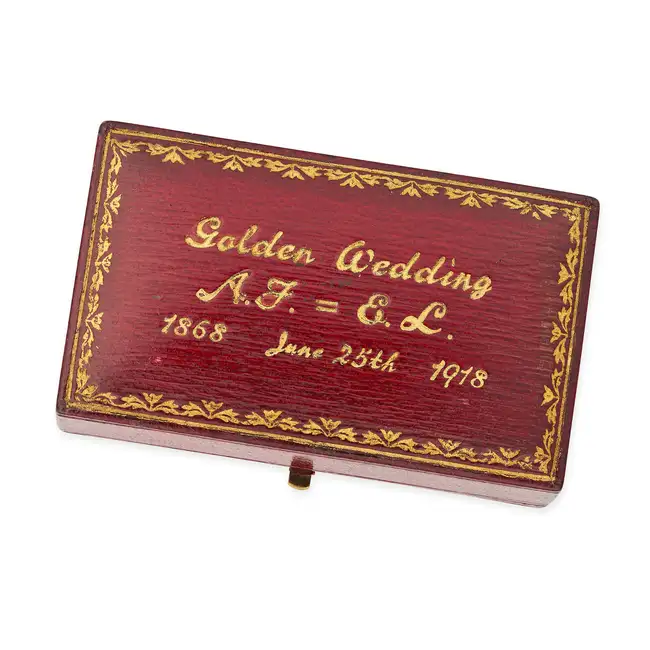 Golden Wedding
A.F. = E.L.
1868 June 25th 1918